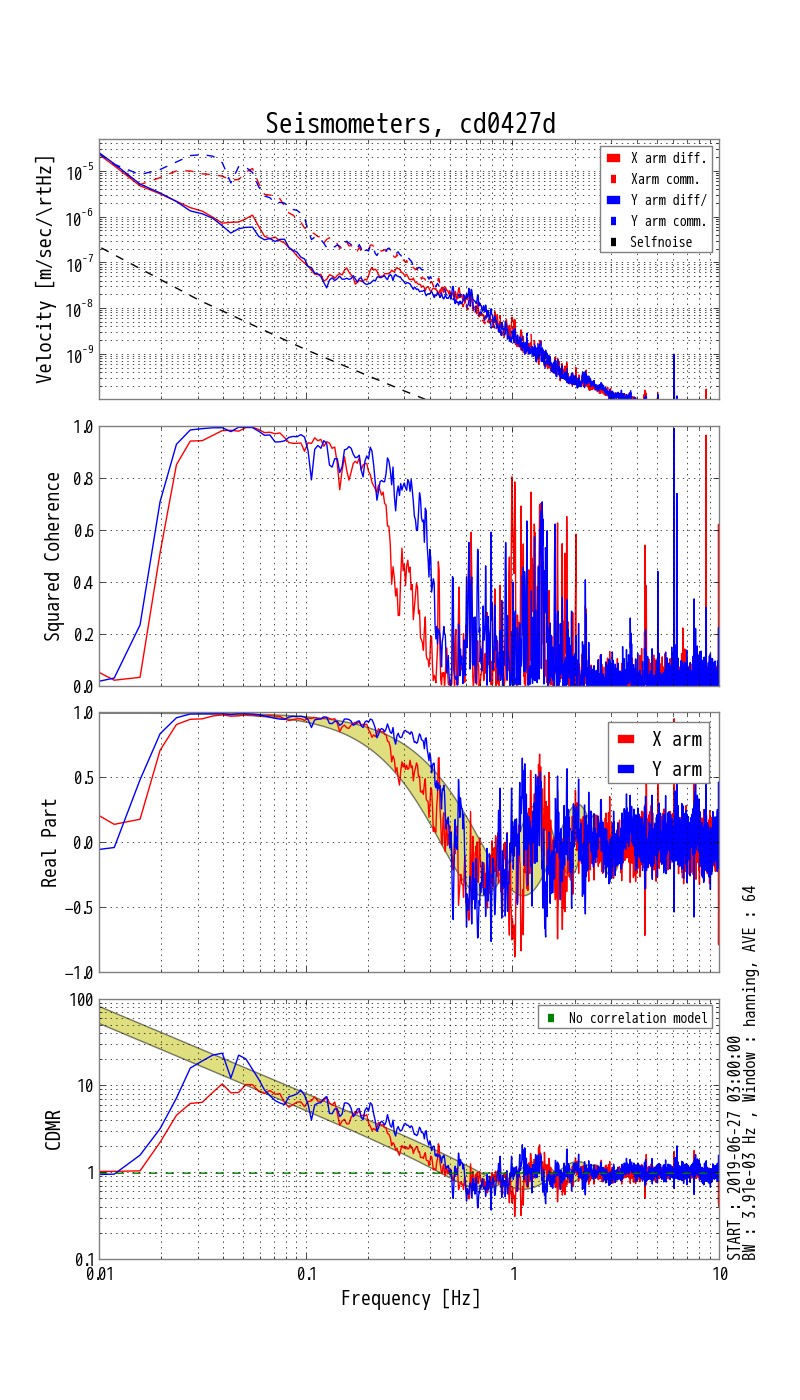 Seismometers, cd0427d
Velocity [m/sec/\rtHz]
10^-5
10^-6
10^-7
10^-8
10^-9
X arm diff.
Xarm comm.
Y arm diff/
Y arm comm.
Selfnoise
Squared Coherence
1.0
0.8
0.6
0.4
0.2
0.0
Real Part
1.0
0.5
0.0
−0.5
−1.0
X arm
Y arm
CDMR
100
10
1
0.1
No correlation model
0.01
0.1
1
10
Frequency [Hz]
START : 2019-06-27 03:00:00
BW : 3.91e-03 Hz , Window : hanning, AVE : 64